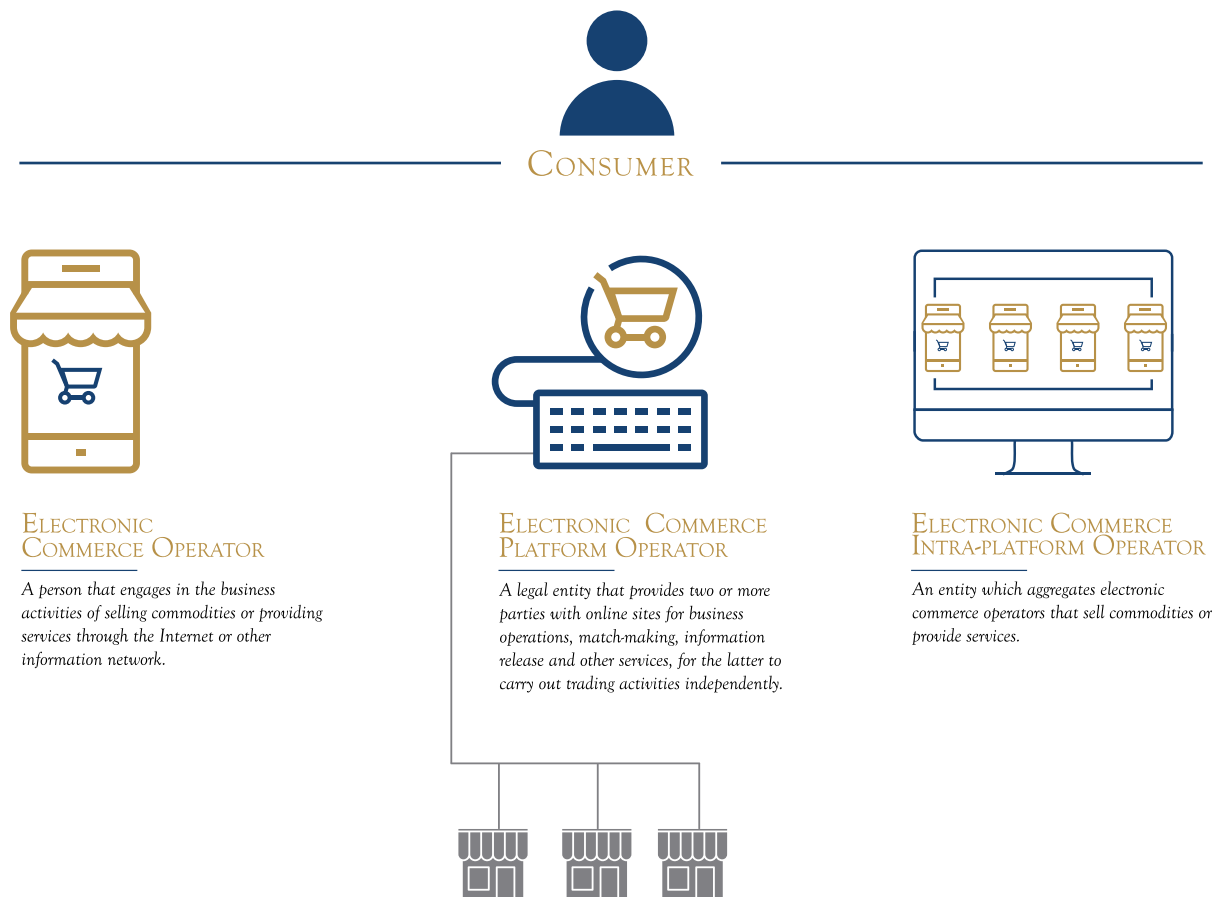 CONSUMER
ELECTRONIC
COMMERCE OPERATOR
A person that engages in the business
activities of selling commodities or providing
services through the Internet or other
information network.
ELECTRONIC COMMERCE
PLATFORM OPERATOR
A legal entity that provides two or more
parties with online sites for business
operations, match-making, information
release and other services, for the latter to
carry out trading activities independently.
ELECTRONIC COMMERCE
INTRA-PLATFORM OPERATOR
An entity which aggregates electronic
commerce operators that sell commodities or
provide services.